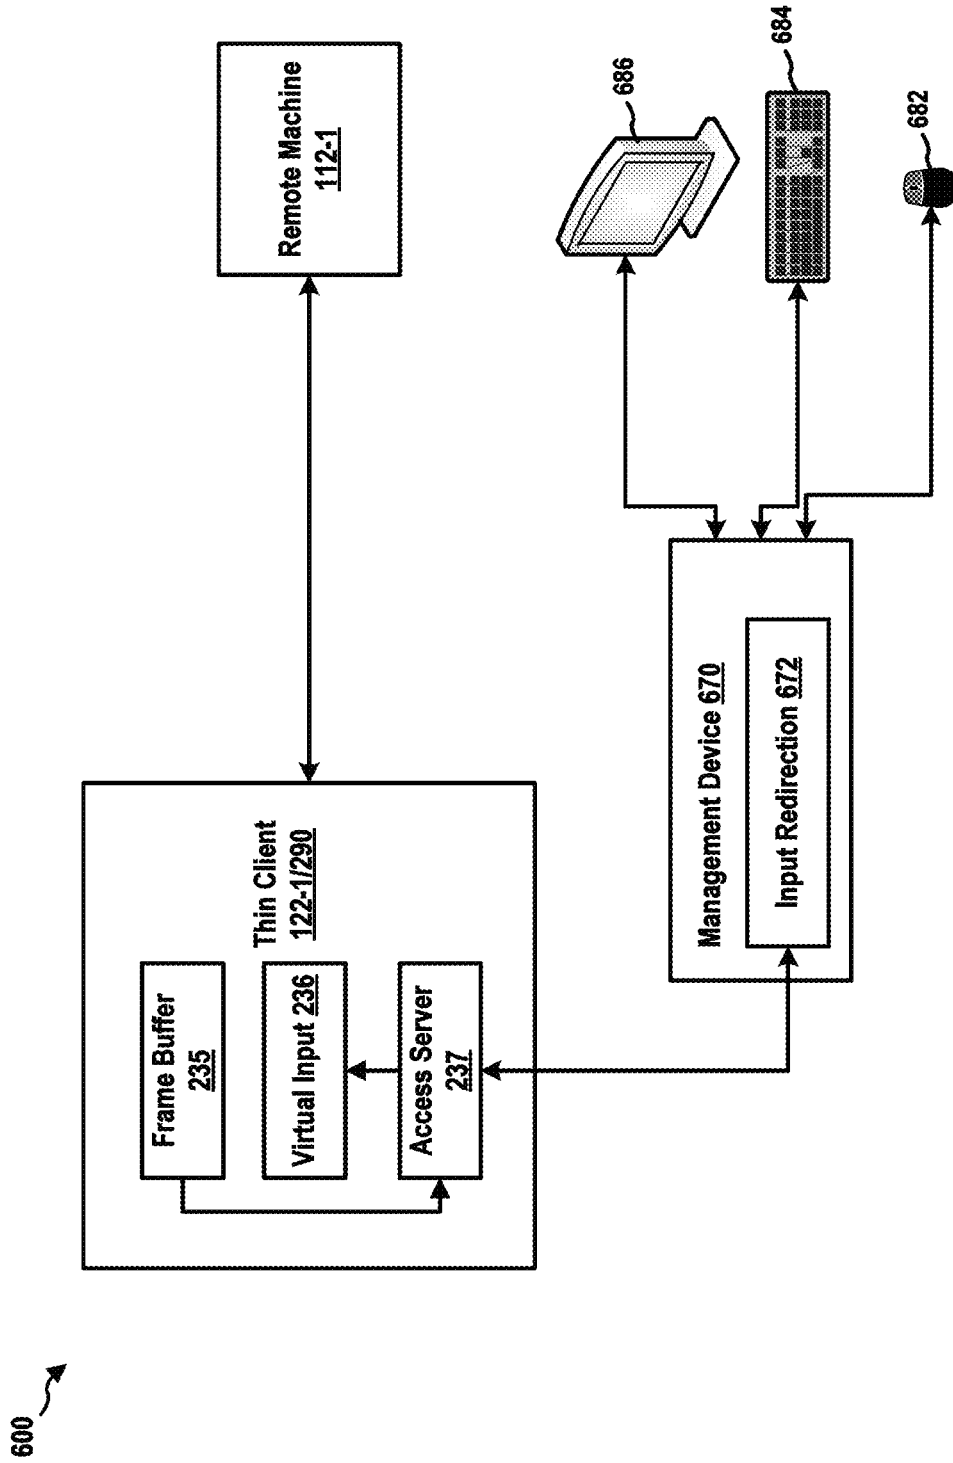 600
Thin Client
122-1/290
Frame Buffer
235
Virtual Input 236
Access Server
237
Remote Machine
112-1
Management Device 670
Input Redirection 672
686
684
682